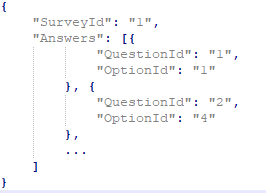 {
"SurveyId": "1",
"Answers": [{
"QuestionId": "1",
"OptionId": "1"
}, {
"QuestionId": "2",
"OptionId": "4"
},
...
]
}